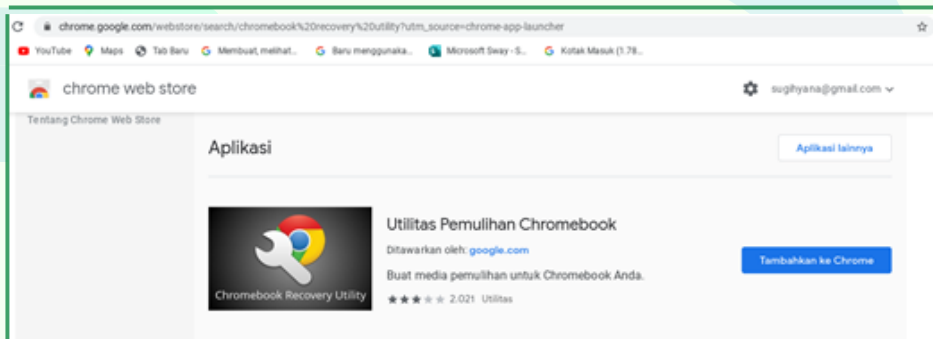 chrome.google.com/webstore/search/chromebook%20recovery%20utility?utm_source=chrome-app-launcher
YouTube Maps Tab Baru Membuat, melihat... Baru menggunaka... Microsoft Sway - S... Kotak Masuk (1.78...
chrome web store
sugihyana@gmail.com
Tentang Chrome Web Store
Aplikasi
Aplikasi lainnya
Utilitas Pemulihan Chromebook
Ditawarkan oleh: google.com
Tambahkan ke Chrome
Buat media pemulihan untuk Chromebook Anda.
Chromebook Recovery Utility
2.021 Utilitas